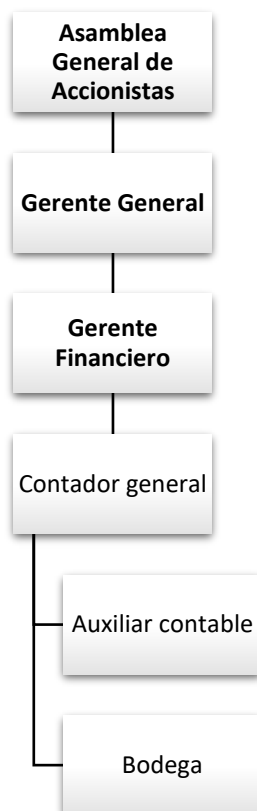 Asamblea
General de
Accionistas
Gerente General
Gerente
Financiero
Contador general
Auxiliar contable
Bodega